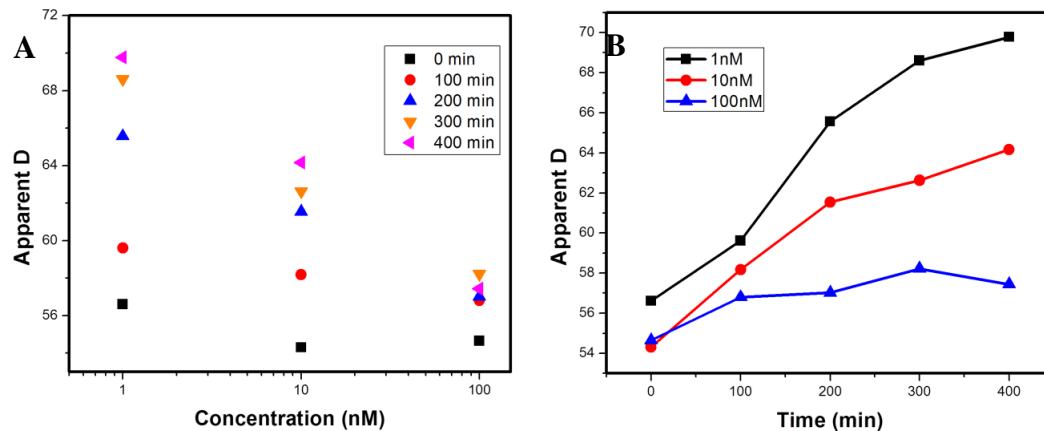 A
72
68
64
60
56
Apparent D
0 min
100 min
200 min
300 min
400 min
1
10
100
Concentration (nM)
B
70
68
66
64
62
60
58
56
54
Apparent D
1nM
10nM
100nM
0
100
200
300
400
Time (min)